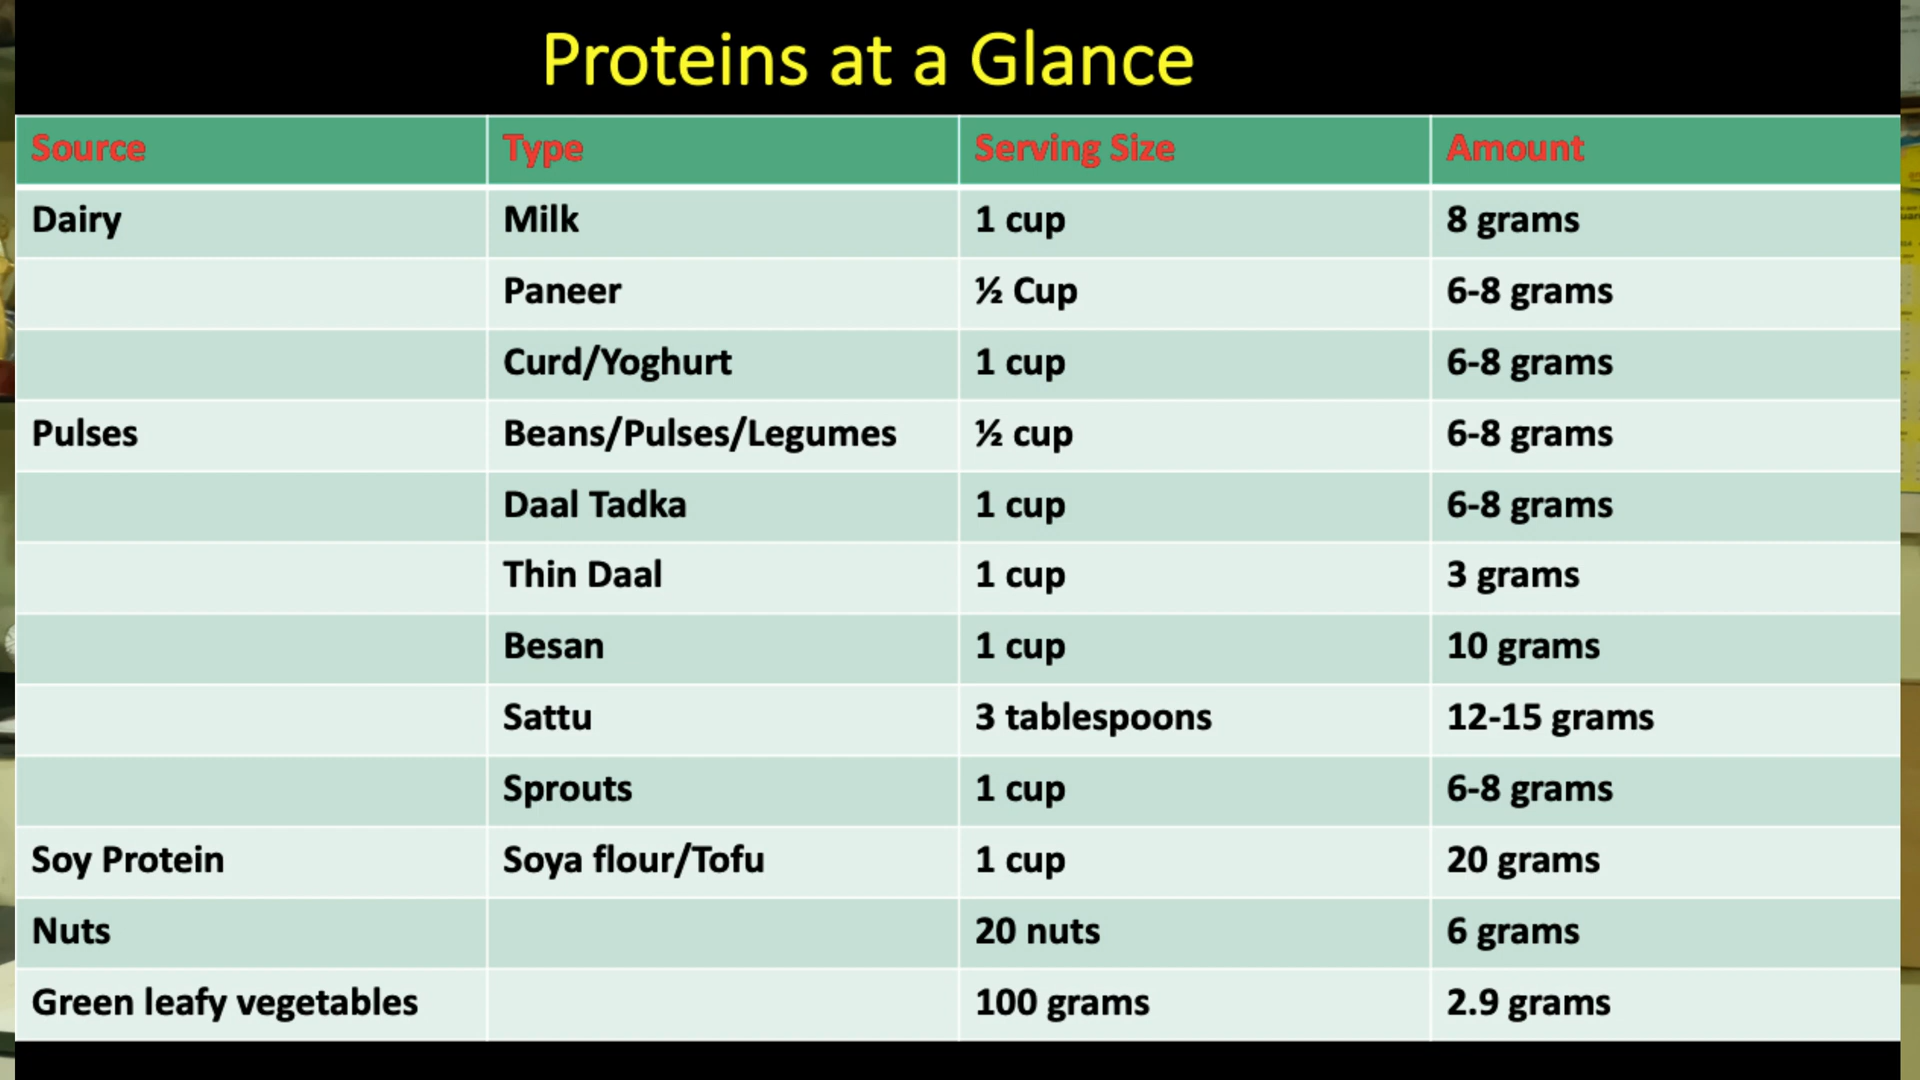 Proteins at a Glance
Source Type Serving Size Amount
Dairy Milk 1 cup 8 grams
Paneer ½ Cup 6-8 grams
Curd/Yoghurt 1 cup 6-8 grams
Pulses Beans/Pulses/Legumes ½ cup 6-8 grams
Daal Tadka 1 cup 6-8 grams
Thin Daal 1 cup 3 grams
Besan 1 cup 10 grams
Sattu 3 tablespoons 12-15 grams
Sprouts 1 cup 6-8 grams
Soy Protein Soya flour/Tofu 1 cup 20 grams
Nuts 20 nuts 6 grams
Green leafy vegetables 100 grams 2.9 grams